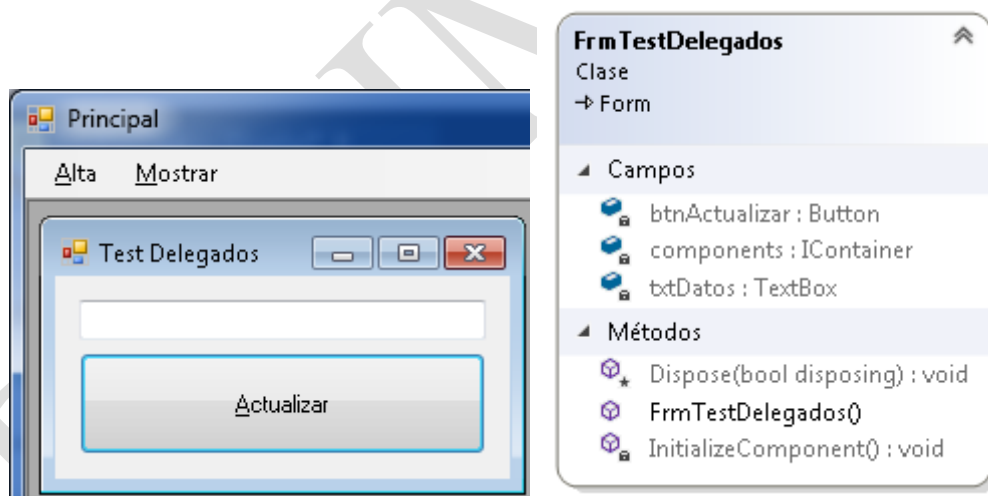 Principal
Alta Mostrar
Test Delegados
Actualizar
FrmTestDelegados
Clase
Form
Campos
btnActualizar : Button
components : IContainer
txtDatos : TextBox
Métodos
Dispose(bool disposing) : void
FrmTestDelegados()
InitializeComponent() : void